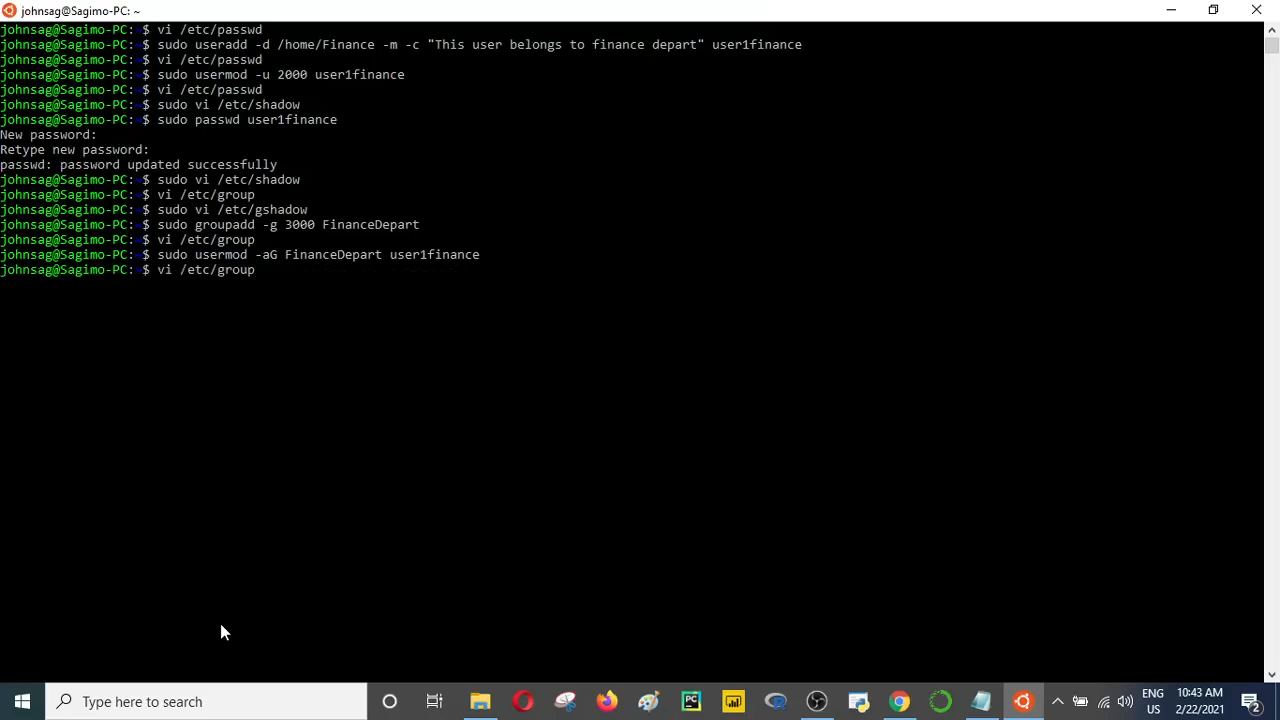 johnsag@Sagimo-PC: ~
johnsag@Sagimo-PC:~$ vi /etc/passwd
johnsag@Sagimo-PC:~$ sudo useradd -d /home/Finance -m -c "This user belongs to finance depart" user1finance
johnsag@Sagimo-PC:~$ vi /etc/passwd
johnsag@Sagimo-PC:~$ sudo usermod -u 2000 user1finance
johnsag@Sagimo-PC:~$ vi /etc/passwd
johnsag@Sagimo-PC:~$ sudo vi /etc/shadow
johnsag@Sagimo-PC:~$ sudo passwd user1finance
New password:
Retype new password:
passwd: password updated successfully
johnsag@Sagimo-PC:~$ sudo vi /etc/shadow
johnsag@Sagimo-PC:~$ vi /etc/group
johnsag@Sagimo-PC:~$ sudo vi /etc/gshadow
johnsag@Sagimo-PC:~$ sudo groupadd -g 3000 FinanceDepart
johnsag@Sagimo-PC:~$ vi /etc/group
johnsag@Sagimo-PC:~$ sudo usermod -aG FinanceDepart user1finance
johnsag@Sagimo-PC:~$ vi /etc/group
Type here to search
PC
R
ENG
US
10:43 AM
2/22/2021
2